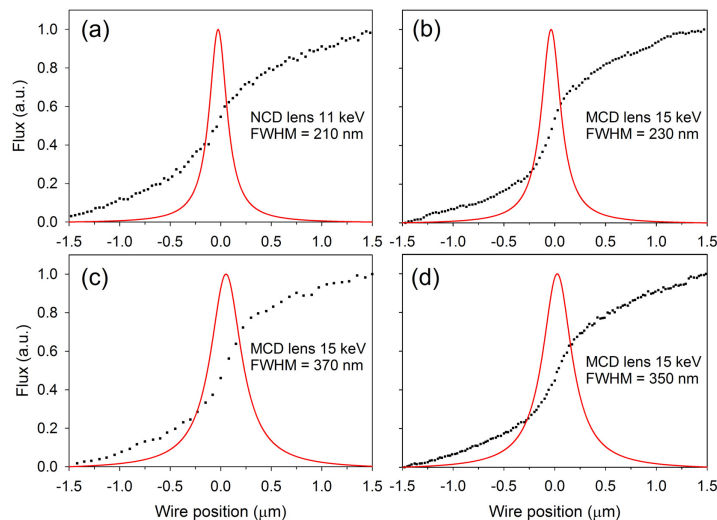 (a)
(b)
1.0
0.8
0.6
0.4
0.2
0.0
Flux (a.u.)
NCD lens 11 keV
FWHM = 210 nm
MCD lens 15 keV
FWHM = 230 nm
-1.5 -1.0 -0.5 0.0 0.5 1.0 1.5
-1.5 -1.0 -0.5 0.0 0.5 1.0 1.5
(c)
(d)
1.0
0.8
0.6
0.4
0.2
0.0
Flux (a.u.)
MCD lens 15 keV
FWHM = 370 nm
MCD lens 15 keV
FWHM = 350 nm
-1.5 -1.0 -0.5 0.0 0.5 1.0 1.5
-1.5 -1.0 -0.5 0.0 0.5 1.0 1.5
Wire position (μm)
Wire position (μm)